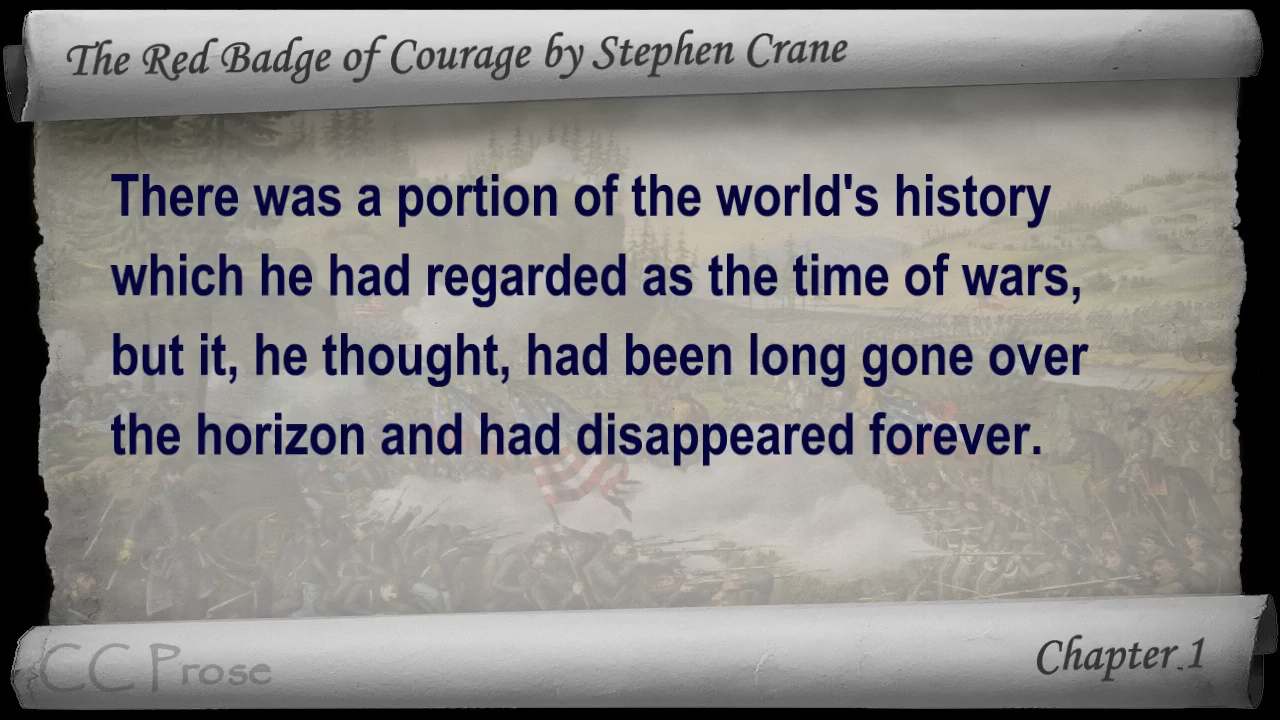 The Red Badge of Courage by Stephen Crane
There was a portion of the world's history
which he had regarded as the time of wars,
but it, he thought, had been long gone over
the horizon and had disappeared forever.
CC Prose
Chapter 1